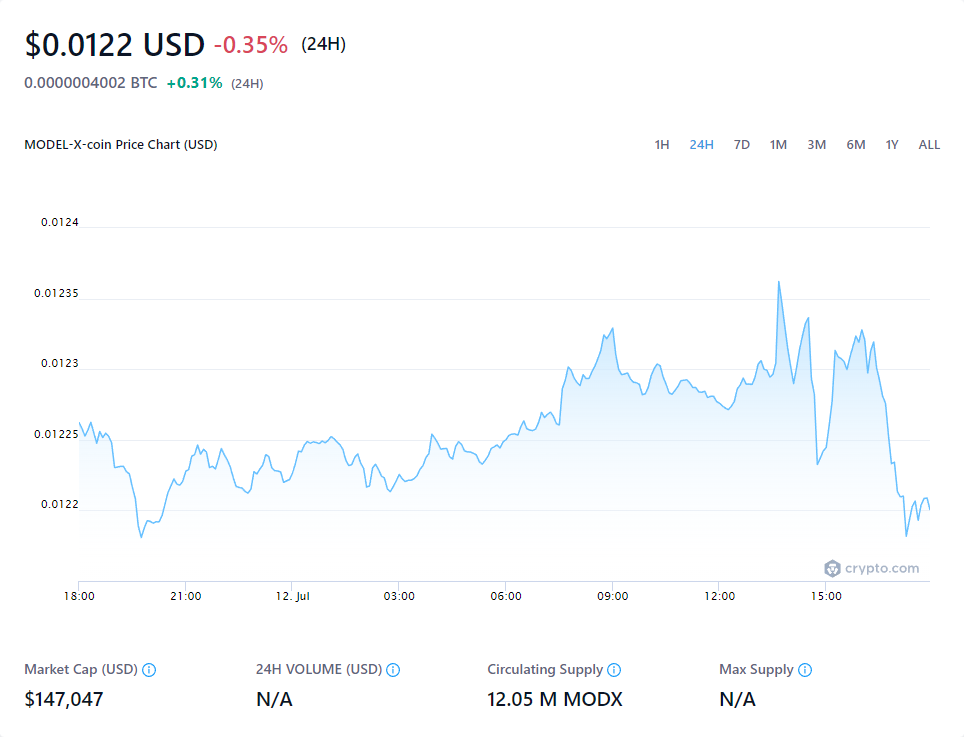 $0.0122 USD -0.35% (24H)
0.0000004002 BTC +0.31% (24H)
MODEL-X-coin Price Chart (USD) 1H 24H 7D 1M 3M 6M 1Y ALL
0.0124
0.01235
0.0123
0.01225
0.0122
crypto.com
18:00 21:00 12. Jul 03:00 06:00 09:00 12:00 15:00
Market Cap (USD) 24H VOLUME (USD) Circulating Supply Max Supply
$147,047 N/A 12.05 M MODX N/A